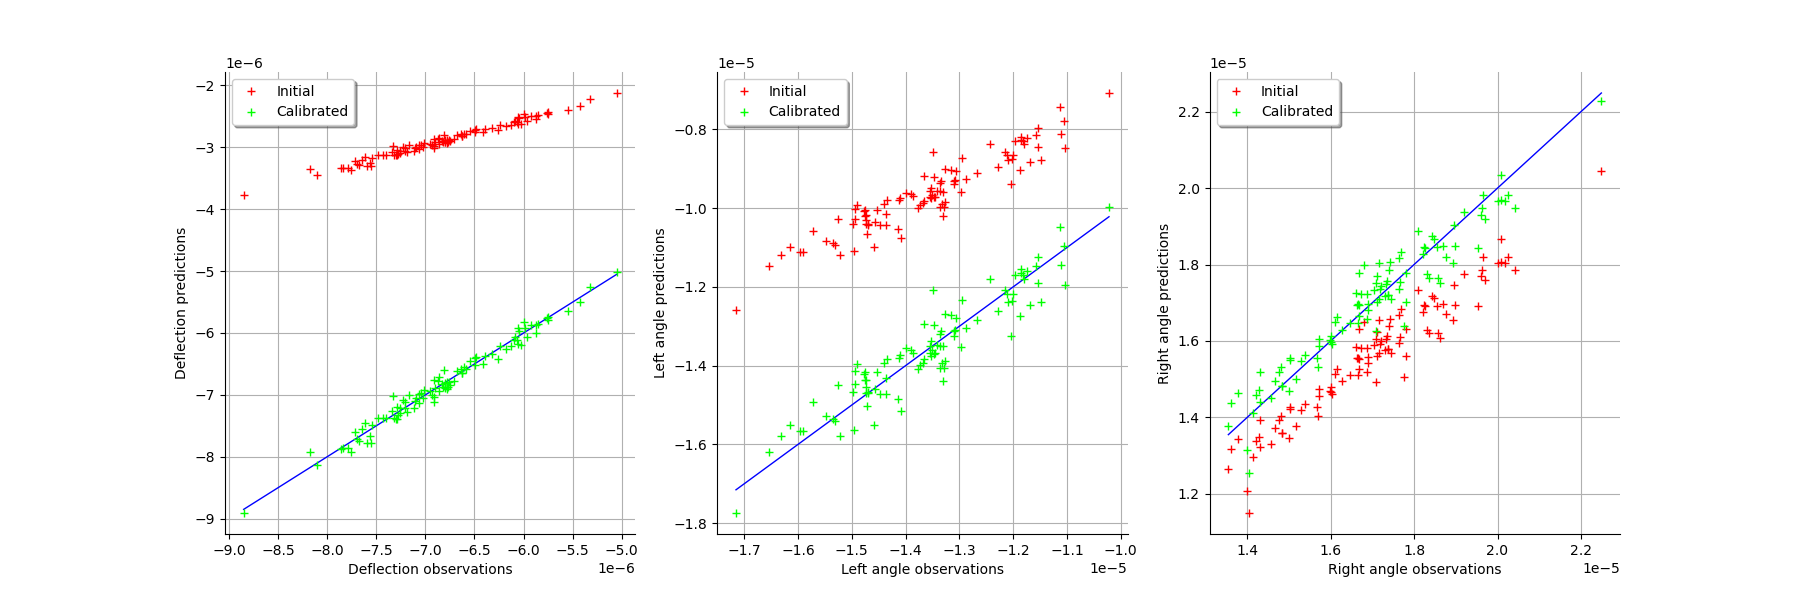 1e−6
Initial
Calibrated
−2
−3
−4
−5
−6
−7
−8
−9
Deflection predictions
−9.0 −8.5 −8.0 −7.5 −7.0 −6.5 −6.0 −5.5 −5.0
Deflection observations
1e−6
1e−5
Initial
Calibrated
−0.8
−1.0
−1.2
−1.4
−1.6
−1.8
Left angle predictions
−1.7 −1.6 −1.5 −1.4 −1.3 −1.2 −1.1 −1.0
Left angle observations
1e−5
1e−5
Initial
Calibrated
2.2
2.0
1.8
1.6
1.4
1.2
Right angle predictions
1.4 1.6 1.8 2.0 2.2
Right angle observations
1e−5